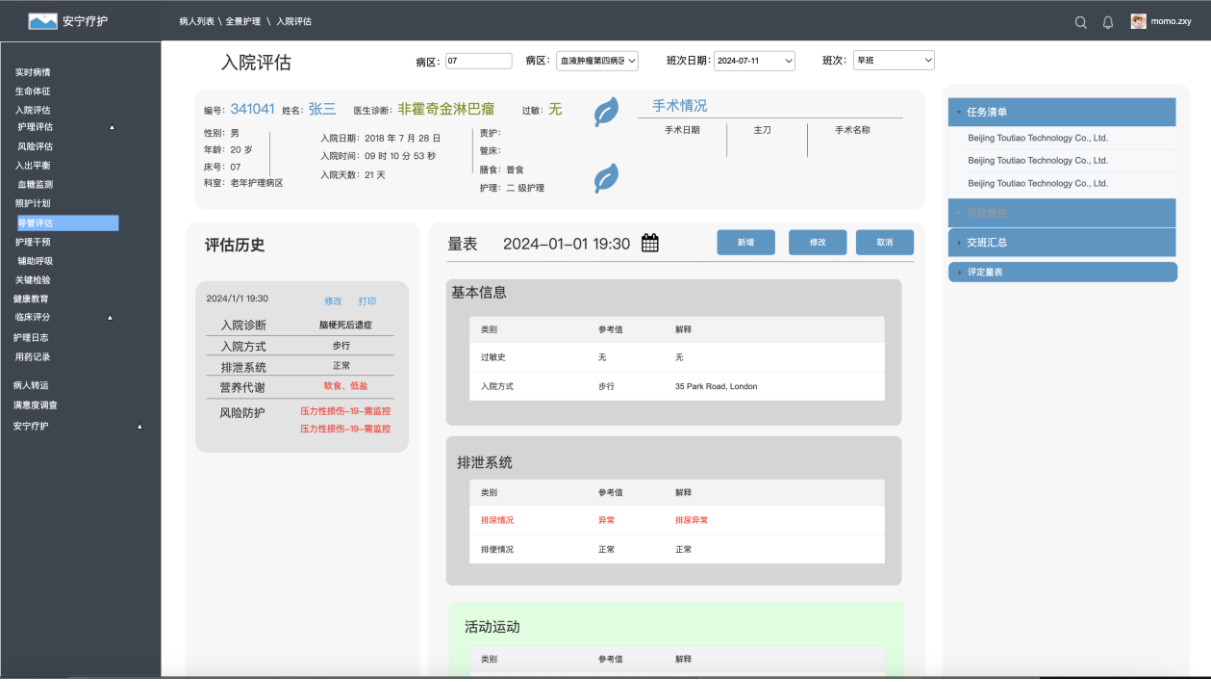 安宁疗护
病人列表 \ 全景护理 \ 入院评估
momo.zxy
实时病情
生命体征
入院评估
护理评估
风险评估
入出平衡
血糖监测
照护计划
导管评估
护理干预
辅助呼吸
关键检验
健康教育
临床评分
护理日志
用药记录
病人转运
满意度调查
安宁疗护
入院评估
病区: 07
病区: 血液肿瘤第四病区
班次日期: 2024-07-11
班次: 早班
编号: 341041 姓名: 张三 医生诊断: 非霍奇金淋巴瘤 过敏: 无
性别: 男
年龄: 20 岁
床号: 07
科室: 老年护理病区
入院日期: 2018 年 7 月 28 日
入院时间: 09 时 10 分 53 秒
入院天数: 21 天
责护:
管床:
膳食: 普食
护理: 二 级护理
手术情况
手术日期 主刀 手术名称
评估历史
2024/1/1 19:30 修改 打印
入院诊断 脑梗死后遗症
入院方式 步行
排泄系统 正常
营养代谢 软食、低盐
风险防护 压力性损伤-19-需监控
压力性损伤-19-需监控
量表 2024-01-01 19:30
新增 修改 取消
基本信息
类别 参考值 解释
过敏史 无 无
入院方式 步行 35 Park Road, London
排泄系统
类别 参考值 解释
排尿情况 异常 排尿异常
排便情况 正常 正常
活动运动
类别 参考值 解释
任务清单
Beijing Toutiao Technology Co., Ltd.
Beijing Toutiao Technology Co., Ltd.
Beijing Toutiao Technology Co., Ltd.
风险管控
交班汇总
评定量表